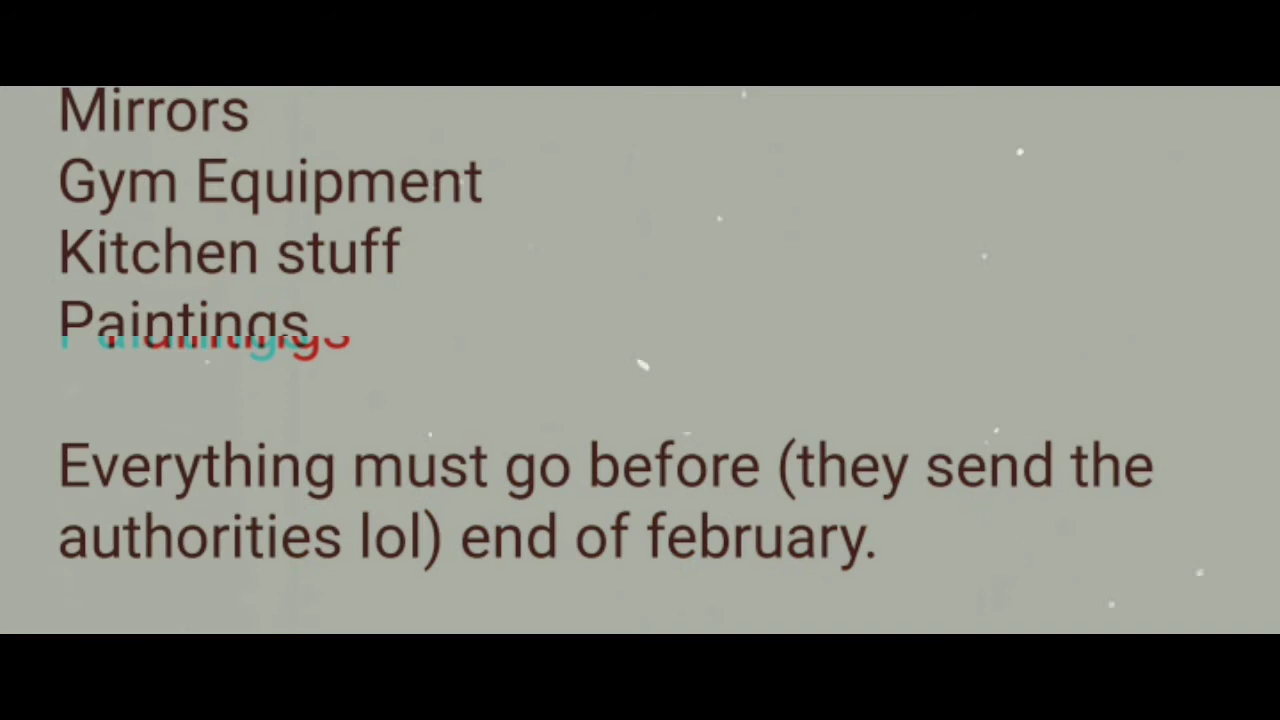 Mirrors
Gym Equipment
Kitchen stuff
Paintings
Everything must go before (they send the
authorities lol) end of february.